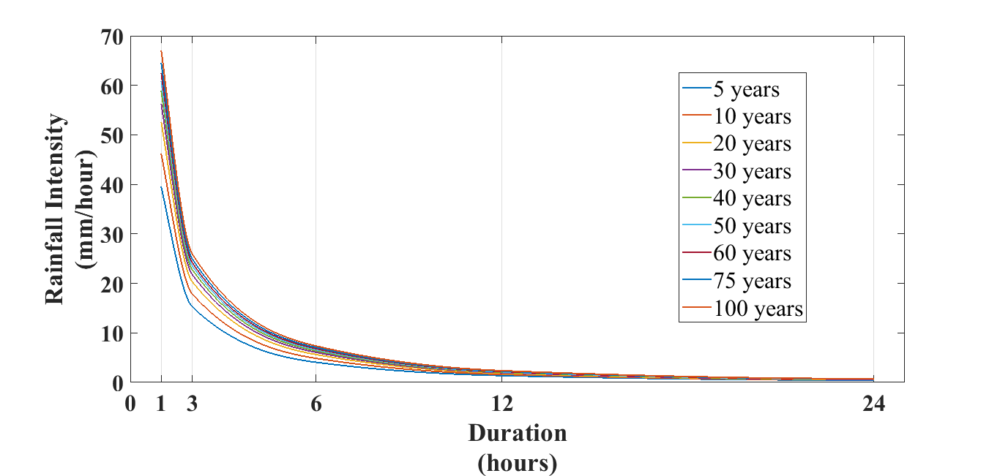 70
60
50
40
30
20
10
0
Rainfall Intensity
(mm/hour)
0 1 3 6 12 24
Duration
(hours)
5 years
10 years
20 years
30 years
40 years
50 years
60 years
75 years
100 years